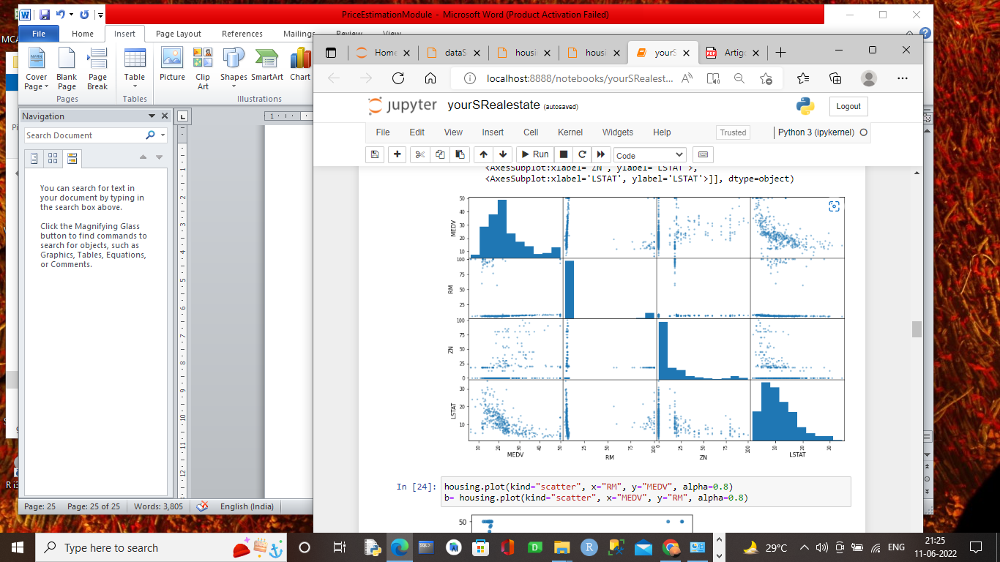 PriceEstimationModule - Microsoft Word (Product Activation Failed)
File Home Insert Page Layout References Mailings Review View
Cover Page Blank Page Page Break Table Picture Clip Art Shapes SmartArt Chart
Pages Tables Illustrations
Navigation
Search Document
You can search for text in
your document by typing in
the search box above.
Click the Magnifying Glass
button to find commands to
search for objects, such as
Graphics, Tables, Equations,
or Comments.
Page: 25 Page: 25 of 25 Words: 3,805 English (India)
Home dataS housi housi yourS Artig
localhost:8888/notebooks/yourSRealest...
jupyter yourSRealestate (autosaved)
Logout
File Edit View Insert Cell Kernel Widgets Help Trusted Python 3 (ipykernel)
Run Code
<AxesSubplot:xlabel='ZN', ylabel='LSTAT'>,
<AxesSubplot:xlabel='LSTAT', ylabel='LSTAT'>]], dtype=object)
MEDV 50 40 30 20 10
RM 100 75 50 25
ZN 100 75 50 25 0
LSTAT 30 20 10
10 20 30 40 50 25 50 75 100 0 25 50 75 100 10 20 30
MEDV RM ZN LSTAT
In [24]: housing.plot(kind="scatter", x="RM", y="MEDV", alpha=0.8)
b= housing.plot(kind="scatter", x="MEDV", y="RM", alpha=0.8)
50
Type here to search
29°C ENG 21:25
11-06-2022